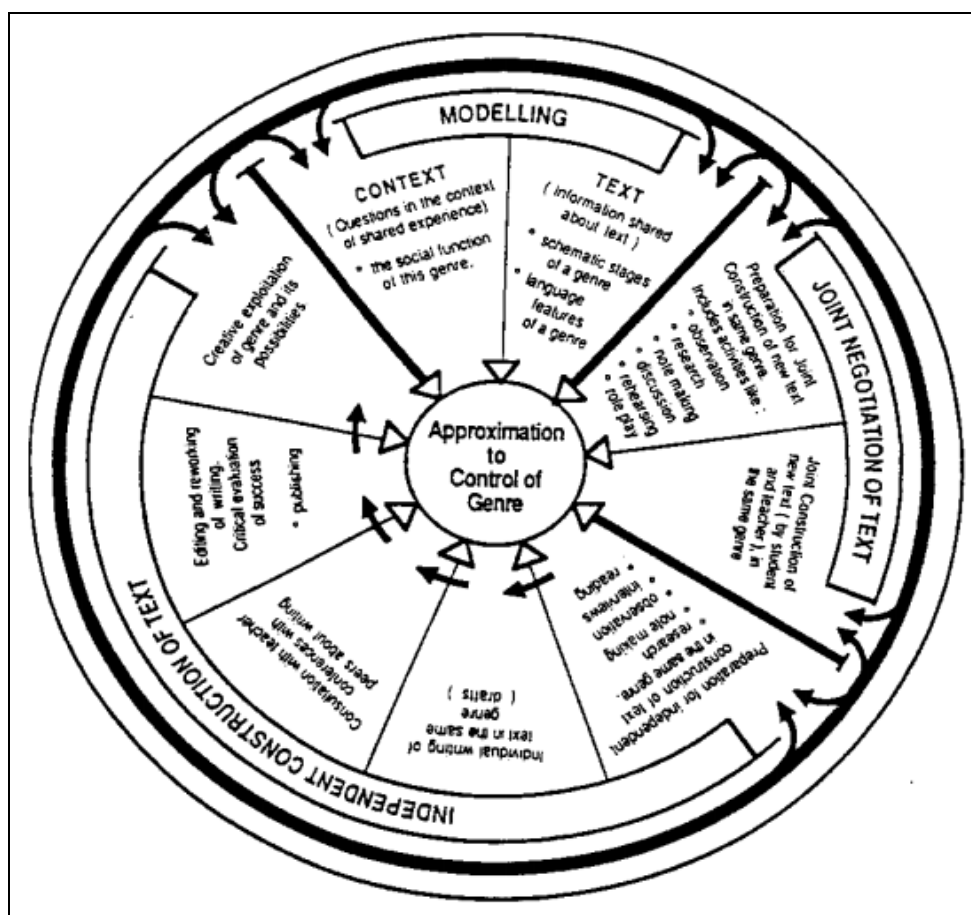 MODELLING
CONTEXT
( Questions in the context
of shared experience)
• the social function
of this genre.
TEXT
( Information shared
about text )
• schematic stages
of a genre
• language
features
of a genre
JOINT NEGOTIATION OF TEXT
Preparation for Joint
Construction of new text
in same genre.
Includes activities like :
• observation
• research
• note making
• discussion
• rehearsing
• role play
Joint Construction of
new text ( by student
and teacher ), in
the same genre
INDEPENDENT CONSTRUCTION OF TEXT
Preparation for independent
construction of text
in the same genre.
• research
• note making
• observation
• interviews
• reading
Individual writing of
text in the same
genre
( drafts )
Consultation with teacher
conferences with
peers about writing
Editing and reworking
of writing.
Critical evaluation
of success
• publishing
Creative exploitation
of genre and its
possibilities.
Approximation
to
Control of
Genre